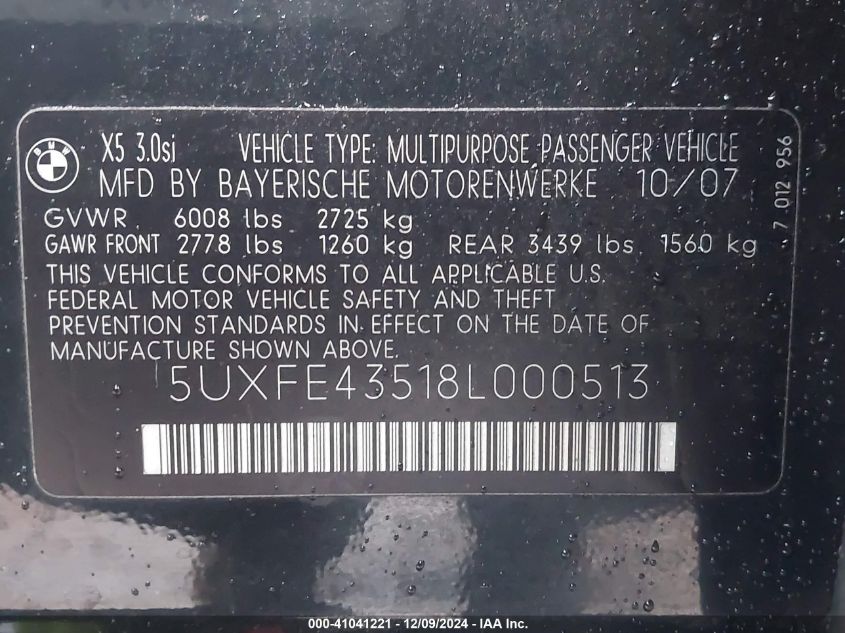 BMW
X5 3.0si VEHICLE TYPE: MULTIPURPOSE PASSENGER VEHICLE
MFD BY BAYERISCHE MOTORENWERKE 10/07
GVWR 6008 lbs 2725 kg
GAWR FRONT 2778 lbs 1260 kg REAR 3439 lbs 1560 kg
THIS VEHICLE CONFORMS TO ALL APPLICABLE U.S.
FEDERAL MOTOR VEHICLE SAFETY AND THEFT
PREVENTION STANDARDS IN EFFECT ON THE DATE OF
MANUFACTURE SHOWN ABOVE.
5UXFE43518L000513
7 012 956
000-41041221 - 12/09/2024 - IAA Inc.